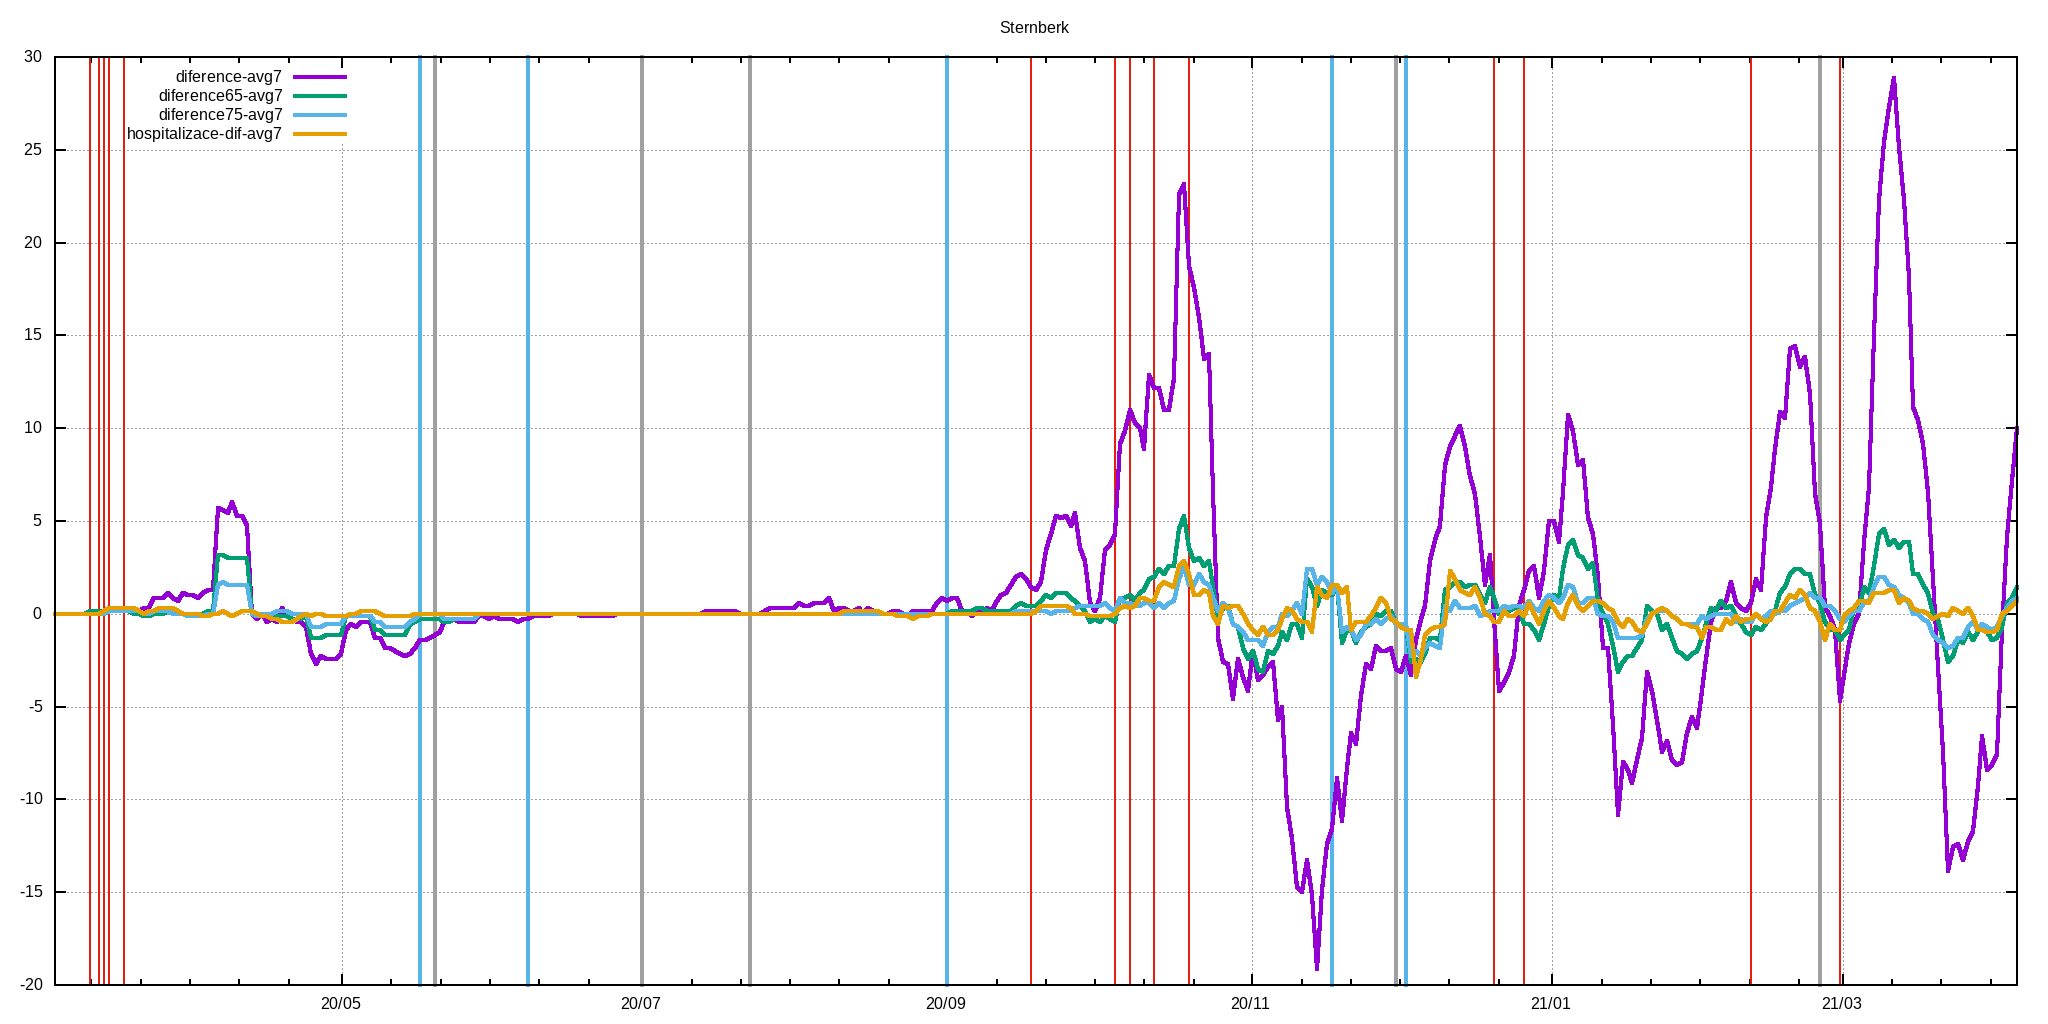 Sternberk
30
diference-avg7
diference65-avg7
diference75-avg7
hospitalizace-dif-avg7
25
20
15
10
5
0
-5
-10
-15
-20
20/05 20/07 20/09 20/11 21/01 21/03